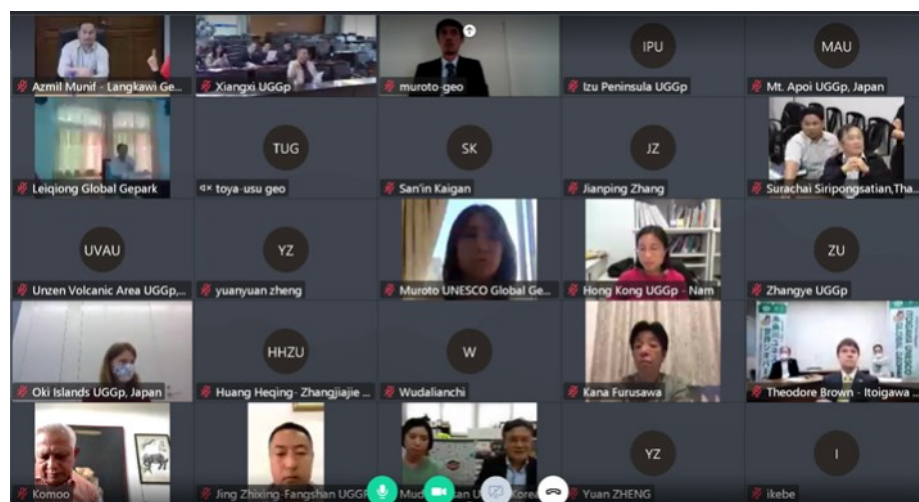 IPU
MAU
Azmil Munif - Langkawi Ge...
Xiangxi UGGp
muroto-geo
Izu Peninsula UGGp
Mt. Apoi UGGp, Japan
TUG
SK
JZ
Leiqiong Global Gepark
toya-usu geo
San'in Kaigan
Jianping Zhang
Surachai Siripongsatian,Tha...
UVAU
YZ
ZU
Unzen Volcanic Area UGGp,...
yuanyuan zheng
Muroto UNESCO Global Ge...
Hong Kong UGGp - Nam
Zhangye UGGp
HHZU
W
Oki Islands UGGp, Japan
Huang Heqing- Zhangjiajie ...
Wudalianchi
Kana Furusawa
Theodore Brown - Itoigawa ...
YZ
I
Komoo
Jing Zhixing-Fangshan UGGP
Yuan ZHENG
ikebe